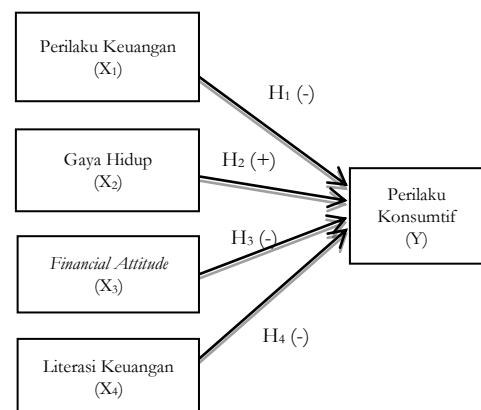 Perilaku Keuangan
(X₁)
H₁ (-)
Gaya Hidup
(X₂)
H₂ (+)
Perilaku
Konsumtif
(Y)
Financial Attitude
(X₃)
H₃ (-)
Literasi Keuangan
(X₄)
H₄ (-)